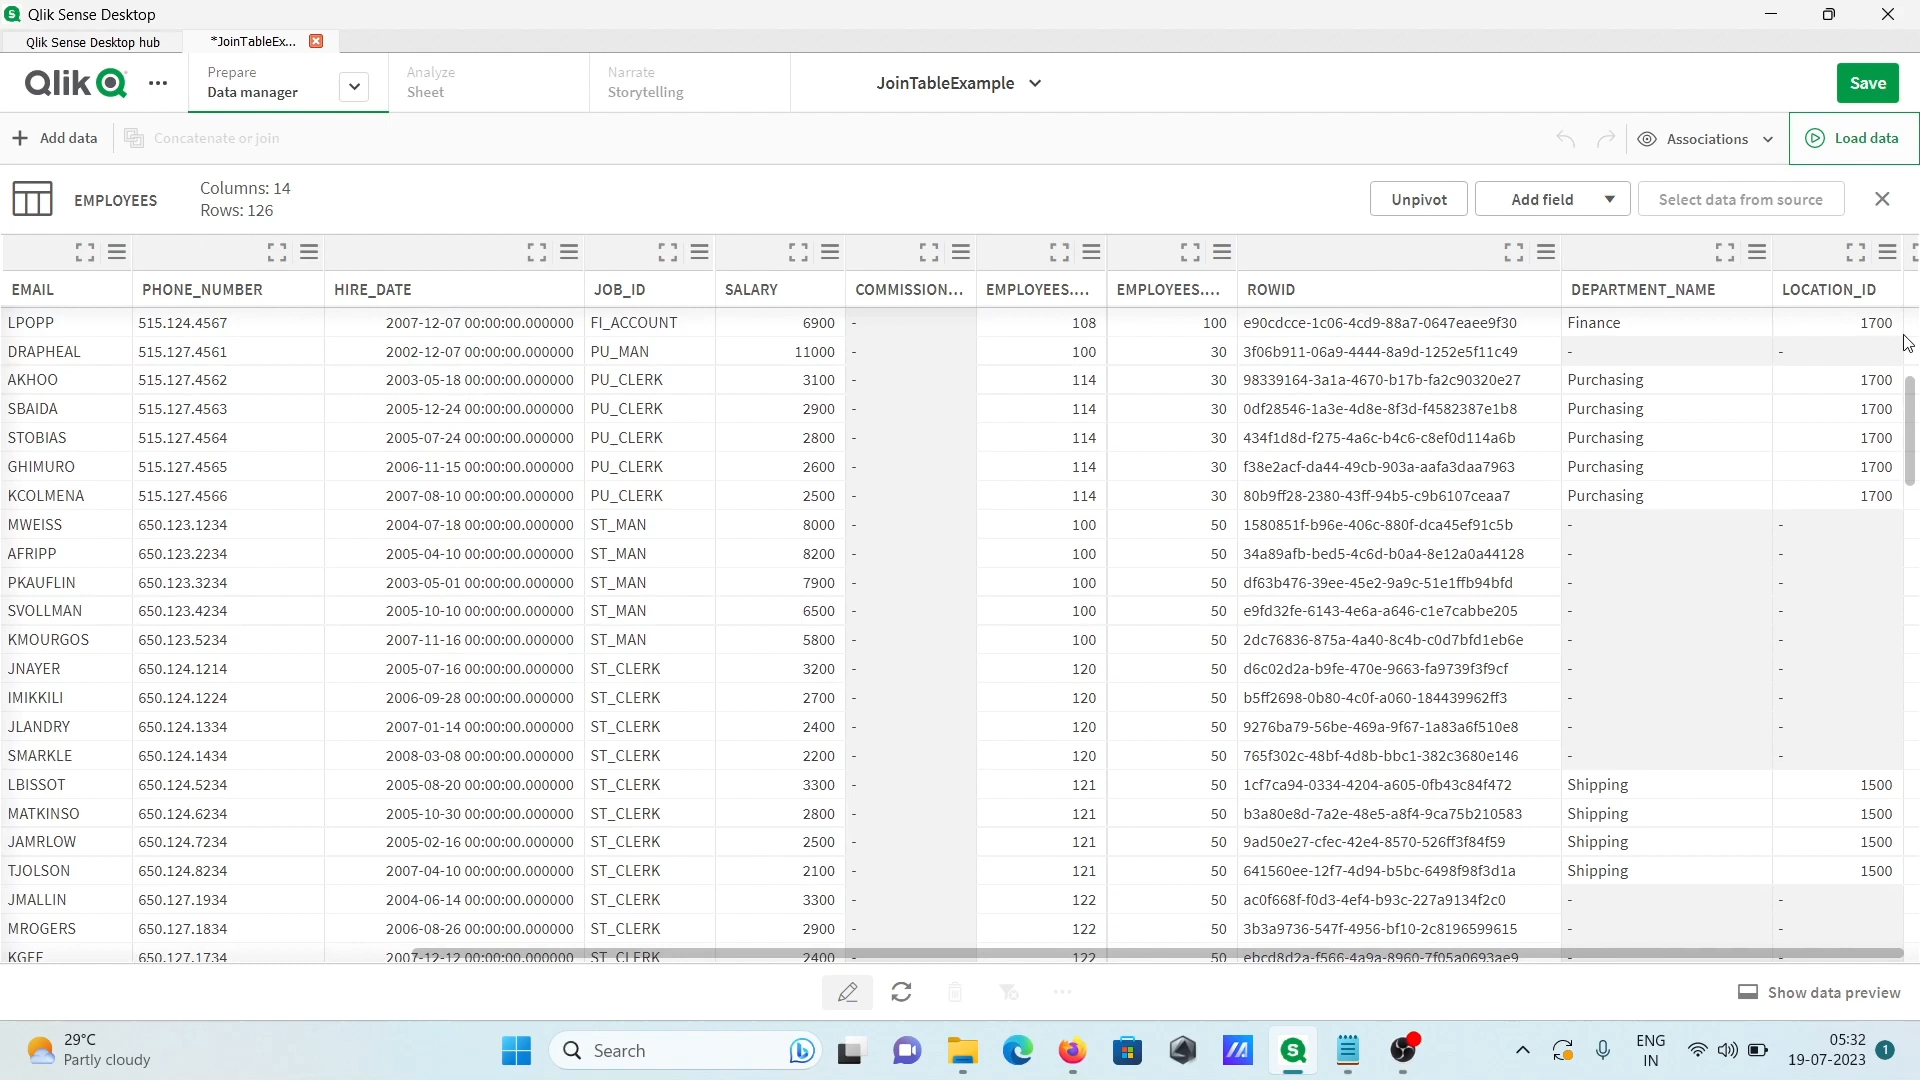 Qlik Sense Desktop
Qlik Sense Desktop hub *JoinTableEx...
Qlik Prepare Data manager Analyze Sheet Narrate Storytelling JoinTableExample Save
Add data Concatenate or join Associations Load data
EMPLOYEES Columns: 14 Rows: 126 Unpivot Add field Select data from source
EMAIL PHONE_NUMBER HIRE_DATE JOB_ID SALARY COMMISSION... EMPLOYEES.... EMPLOYEES.... ROWID DEPARTMENT_NAME LOCATION_ID
LPOPP 515.124.4567 2007-12-07 00:00:00.000000 FI_ACCOUNT 6900 - 108 100 e90cdcce-1c06-4cd9-88a7-0647eaee9f30 Finance 1700
DRAPHEAL 515.127.4561 2002-12-07 00:00:00.000000 PU_MAN 11000 - 100 30 3f06b911-06a9-4444-8a9d-1252e5f11c49 - -
AKHOO 515.127.4562 2003-05-18 00:00:00.000000 PU_CLERK 3100 - 114 30 98339164-3a1a-4670-b17b-fa2c90320e27 Purchasing 1700
SBAIDA 515.127.4563 2005-12-24 00:00:00.000000 PU_CLERK 2900 - 114 30 0df28546-1a3e-4d8e-8f3d-f4582387e1b8 Purchasing 1700
STOBIAS 515.127.4564 2005-07-24 00:00:00.000000 PU_CLERK 2800 - 114 30 434f1d8d-f275-4a6c-b4c6-c8ef0d114a6b Purchasing 1700
GHIMURO 515.127.4565 2006-11-15 00:00:00.000000 PU_CLERK 2600 - 114 30 f38e2acf-da44-49cb-903a-aafa3daa7963 Purchasing 1700
KCOLMENA 515.127.4566 2007-08-10 00:00:00.000000 PU_CLERK 2500 - 114 30 80b9ff28-2380-43ff-94b5-c9b6107ceaa7 Purchasing 1700
MWEISS 650.123.1234 2004-07-18 00:00:00.000000 ST_MAN 8000 - 100 50 1580851f-b96e-406c-880f-dca45ef91c5b - -
AFRIPP 650.123.2234 2005-04-10 00:00:00.000000 ST_MAN 8200 - 100 50 34a89afb-bed5-4c6d-b0a4-8e12a0a44128 - -
PKAUFLIN 650.123.3234 2003-05-01 00:00:00.000000 ST_MAN 7900 - 100 50 df63b476-39ee-45e2-9a9c-51e1ffb94bfd - -
SVOLLMAN 650.123.4234 2005-10-10 00:00:00.000000 ST_MAN 6500 - 100 50 e9fd32fe-6143-4e6a-a646-c1e7cabbe205 - -
KMOURGOS 650.123.5234 2007-11-16 00:00:00.000000 ST_MAN 5800 - 100 50 2dc76836-875a-4a40-8c4b-c0d7bfd1eb6e - -
JNAYER 650.124.1214 2005-07-16 00:00:00.000000 ST_CLERK 3200 - 120 50 d6c02d2a-b9fe-470e-9663-fa9739f3f9cf - -
IMIKKILI 650.124.1224 2006-09-28 00:00:00.000000 ST_CLERK 2700 - 120 50 b5ff2698-0b80-4c0f-a060-184439962ff3 - -
JLANDRY 650.124.1334 2007-01-14 00:00:00.000000 ST_CLERK 2400 - 120 50 9276ba79-56be-469a-9f67-1a83a6f510e8 - -
SMARKLE 650.124.1434 2008-03-08 00:00:00.000000 ST_CLERK 2200 - 120 50 765f302c-48bf-4d8b-bbc1-382c3680e146 - -
LBISSOT 650.124.5234 2005-08-20 00:00:00.000000 ST_CLERK 3300 - 121 50 1cf7ca94-0334-4204-a605-0fb43c84f472 Shipping 1500
MATKINSO 650.124.6234 2005-10-30 00:00:00.000000 ST_CLERK 2800 - 121 50 b3a80e8d-7a2e-48e5-a8f4-9ca75b210583 Shipping 1500
JAMRLOW 650.124.7234 2005-02-16 00:00:00.000000 ST_CLERK 2500 - 121 50 9ad50e27-cfec-42e4-8570-526ff3f84f59 Shipping 1500
TJOLSON 650.124.8234 2007-04-10 00:00:00.000000 ST_CLERK 2100 - 121 50 641560ee-12f7-4d94-b5bc-6498f98f3d1a Shipping 1500
JMALLIN 650.127.1934 2004-06-14 00:00:00.000000 ST_CLERK 3300 - 122 50 ac0f668f-f0d3-4ef4-b93c-227a9134f2c0 - -
MROGERS 650.127.1834 2006-08-26 00:00:00.000000 ST_CLERK 2900 - 122 50 3b3a9736-547f-4956-bf10-2c8196599615 - -
KGEE 650.127.1734 2007-12-12 00:00:00.000000 ST_CLERK 2400 - 122 50 ebcd8d2a-f566-4a9a-8960-7f05a0693ae9 - -
Show data preview
29°C Partly cloudy Search ENG IN 05:32 19-07-2023 1